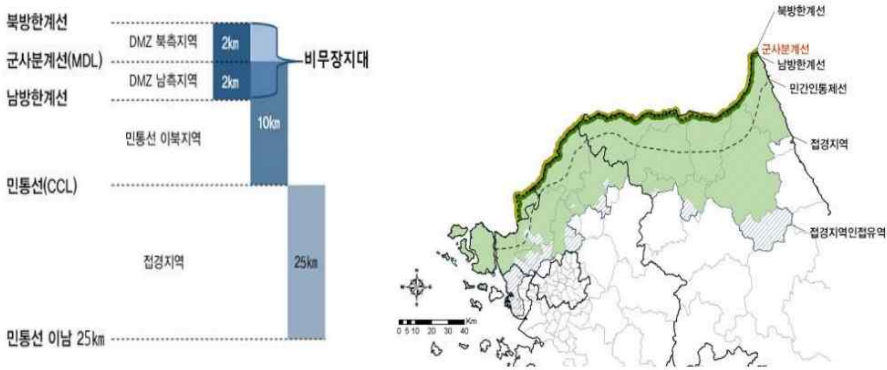 북방한계선
DMZ 북측지역
2km
군사분계선(MDL)
비무장지대
DMZ 남측지역
2km
남방한계선
10km
민통선 이북지역
민통선(CCL)
접경지역
25km
민통선 이남 25km
북방한계선
군사분계선
남방한계선
민간인통제선
접경지역
접경지역인접유역
Km
0 5 10 20 30 40